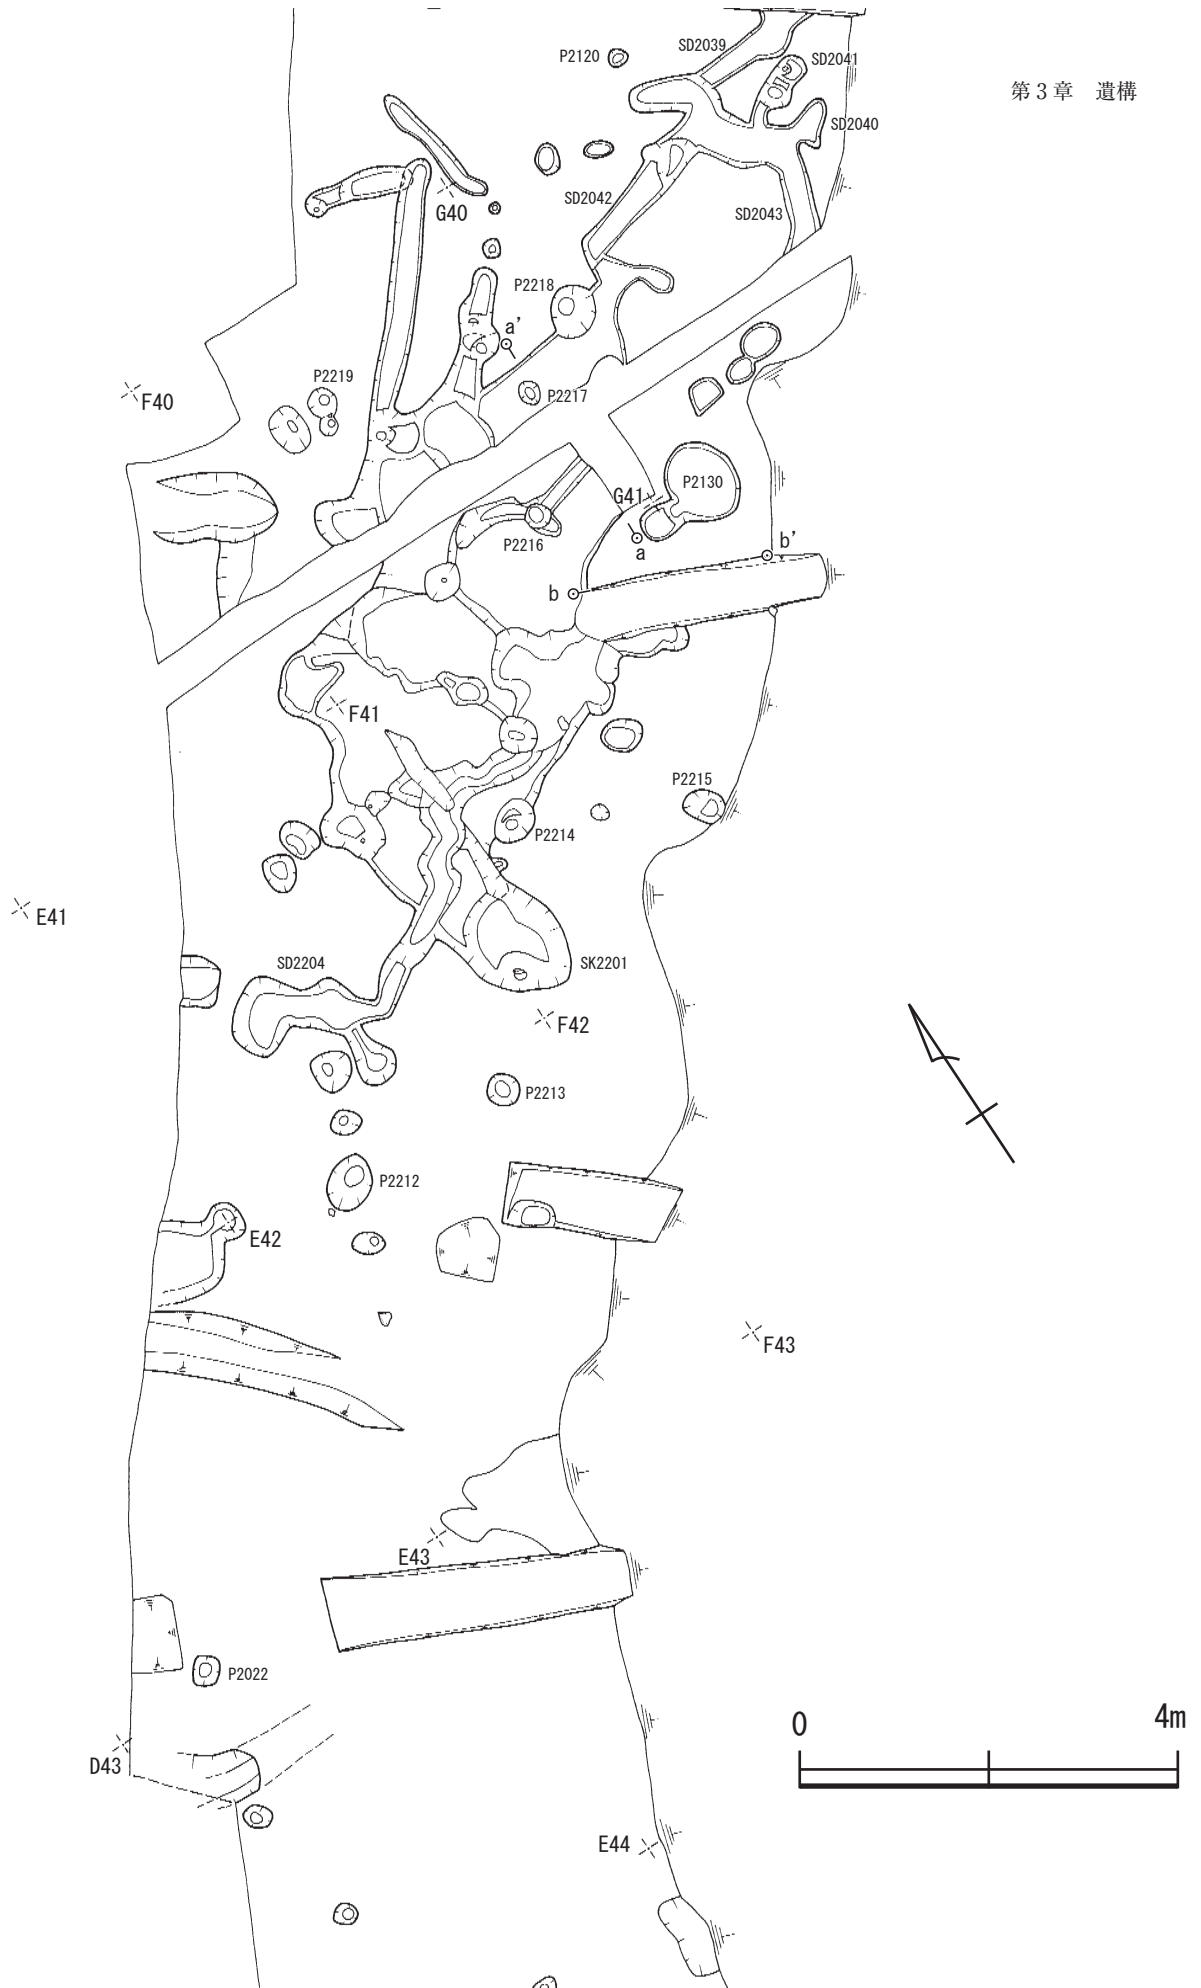 第3章　遺構
P2120
SD2039
SD2041
SD2040
G40
SD2042
SD2043
P2218
a'
P2219
P2217
F40
P2130
G41
P2216
a
b'
b
F41
P2215
P2214
E41
SD2204
SK2201
F42
P2213
P2212
E42
F43
E43
P2022
0
4m
D43
E44